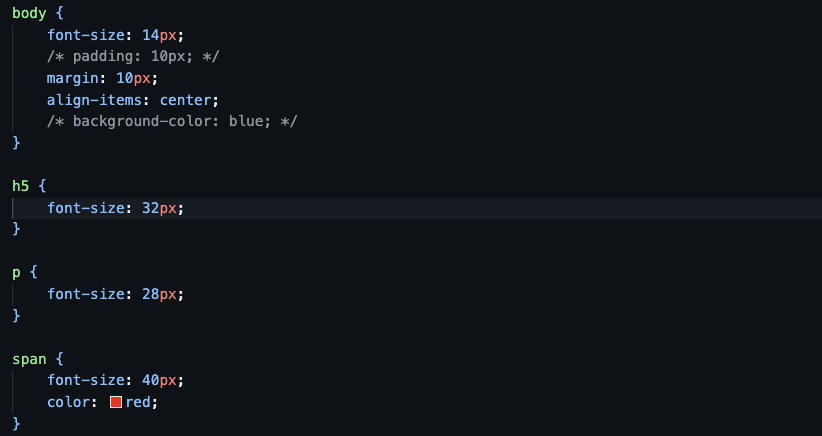 body {
    font-size: 14px;
    /* padding: 10px; */
    margin: 10px;
    align-items: center;
    /* background-color: blue; */
}

h5 {
    font-size: 32px;
}

p {
    font-size: 28px;
}

span {
    font-size: 40px;
    color: red;
}